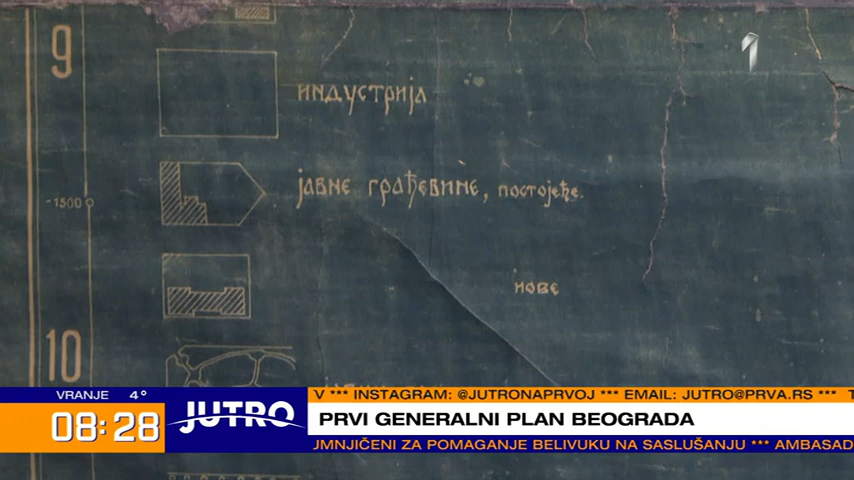 9
1
индустрија
јавне грађевине, постојеће.
-1500
нове
10
VRANJE 4°
V *** INSTAGRAM: @JUTRONAPRVOJ *** EMAIL: JUTRO@PRVA.RS ***
08:28
JUTRO
PRVI GENERALNI PLAN BEOGRADA
UMNJIČENI ZA POMAGANJE BELIVUKU NA SASLUŠANJU *** AMBASAD